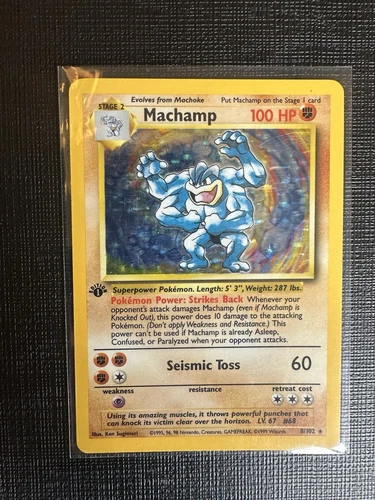 Evolves from Machoke
Put Machamp on the Stage 1 card
STAGE 2
Machamp
100 HP
EDITION
1
Superpower Pokémon. Length: 5' 3", Weight: 287 lbs.
Pokémon Power: Strikes Back Whenever your
opponent's attack damages Machamp (even if Machamp is
Knocked Out), this power does 10 damage to the attacking
Pokémon. (Don't apply Weakness and Resistance.) This
power can't be used if Machamp is already Asleep,
Confused, or Paralyzed when your opponent attacks.
Seismic Toss 60
weakness resistance retreat cost
Using its amazing muscles, it throws powerful punches that
can knock its victim clear over the horizon. LV. 67 #68
Illus. Ken Sugimori ©1995, 96, 98 Nintendo, Creatures, GAMEFREAK. ©1999 Wizards. 8/102 ★